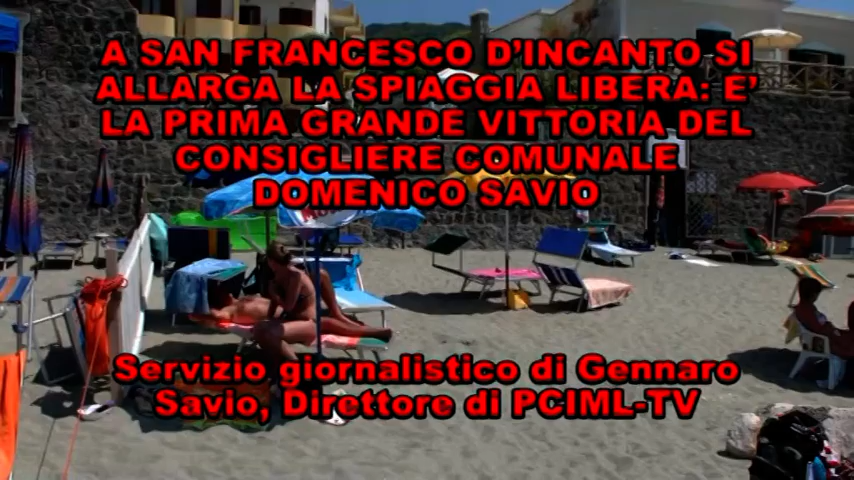 A SAN FRANCESCO D'INCANTO SI
ALLARGA LA SPIAGGIA LIBERA: E'
LA PRIMA GRANDE VITTORIA DEL
CONSIGLIERE COMUNALE
DOMENICO SAVIO
Servizio giornalistico di Gennaro
Savio, Direttore di PCIML-TV